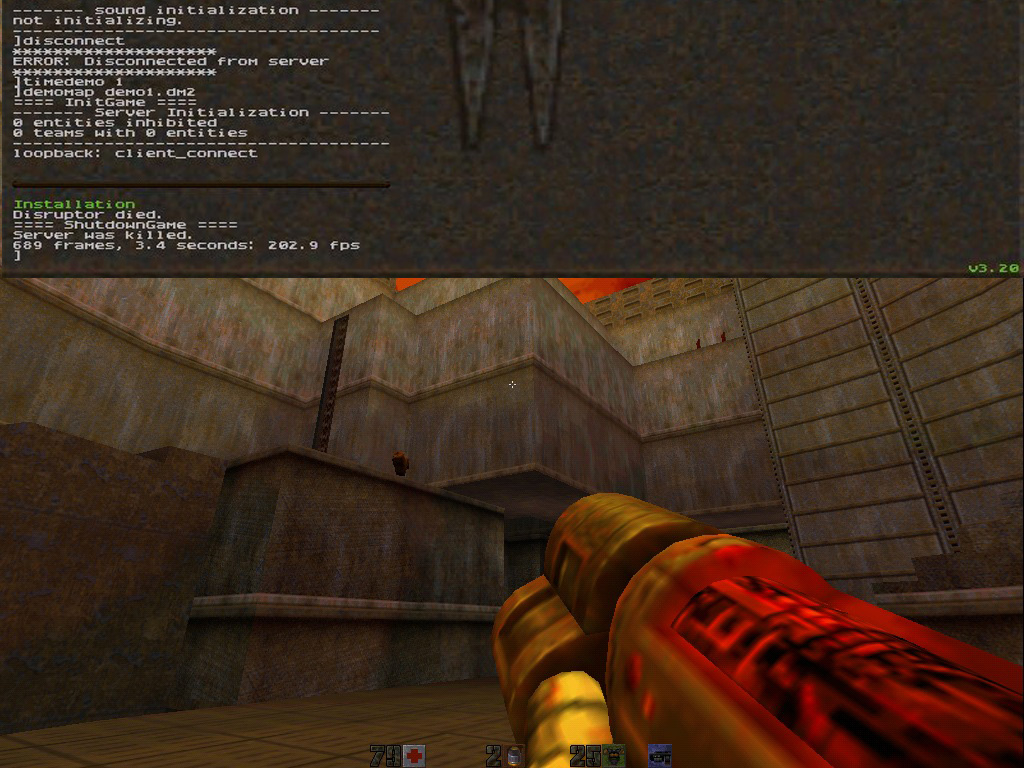 ------- sound initialization -------
not initializing.
------------------------------------
]disconnect
********************
ERROR: Disconnected from server
********************
]timedemo 1
]demomap demo1.dm2
==== InitGame ====
------- Server Initialization -------
0 entities inhibited
0 teams with 0 entities
-------------------------------------
loopback: client_connect
Installation
Disruptor died.
==== ShutdownGame ====
Server was killed.
689 frames, 3.4 seconds: 202.9 fps
]
v3.20
79 2 25